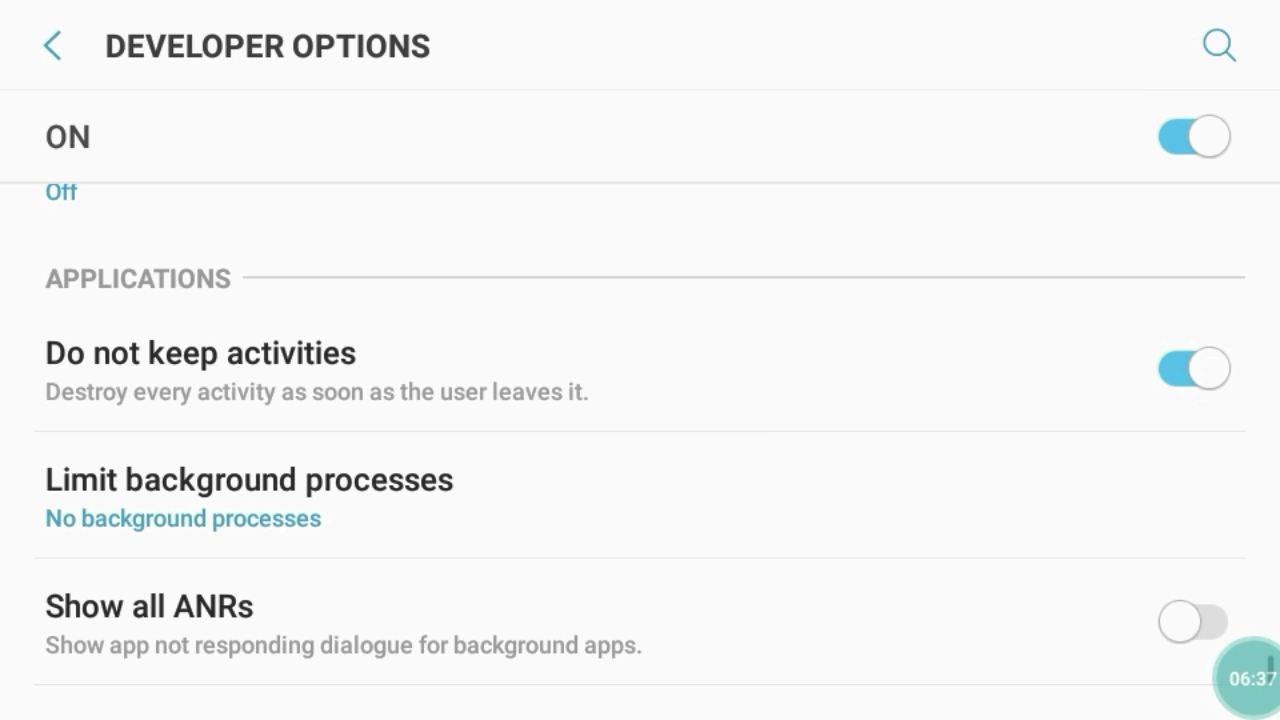 DEVELOPER OPTIONS
ON
Off
APPLICATIONS
Do not keep activities
Destroy every activity as soon as the user leaves it.
Limit background processes
No background processes
Show all ANRs
Show app not responding dialogue for background apps.
06:37